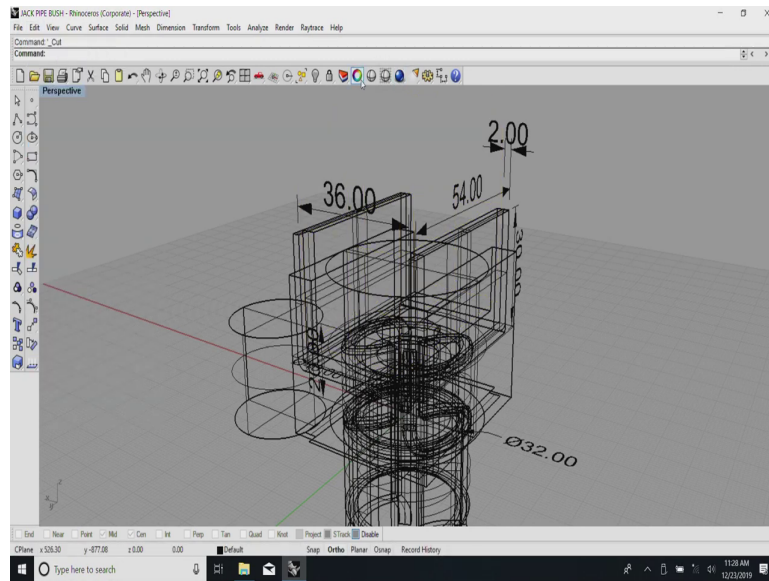 JACK PIPE BUSH - Rhinoceros (Corporate) - [Perspective]
File Edit View Curve Surface Solid Mesh Dimension Transform Tools Analyze Render Raytrace Help
Command: '_Cut
Command:
Perspective
2.00
36.00
54.00
30.00
Ø32.00
z
x
y
End Near Point Mid Cen Int Perp Tan Quad Knot Project STrack Disable
CPlane x 526.30 y -877.08 z 0.00 0.00 Default Snap Ortho Planar Osnap Record History
Type here to search
11:28 AM
12/23/2019